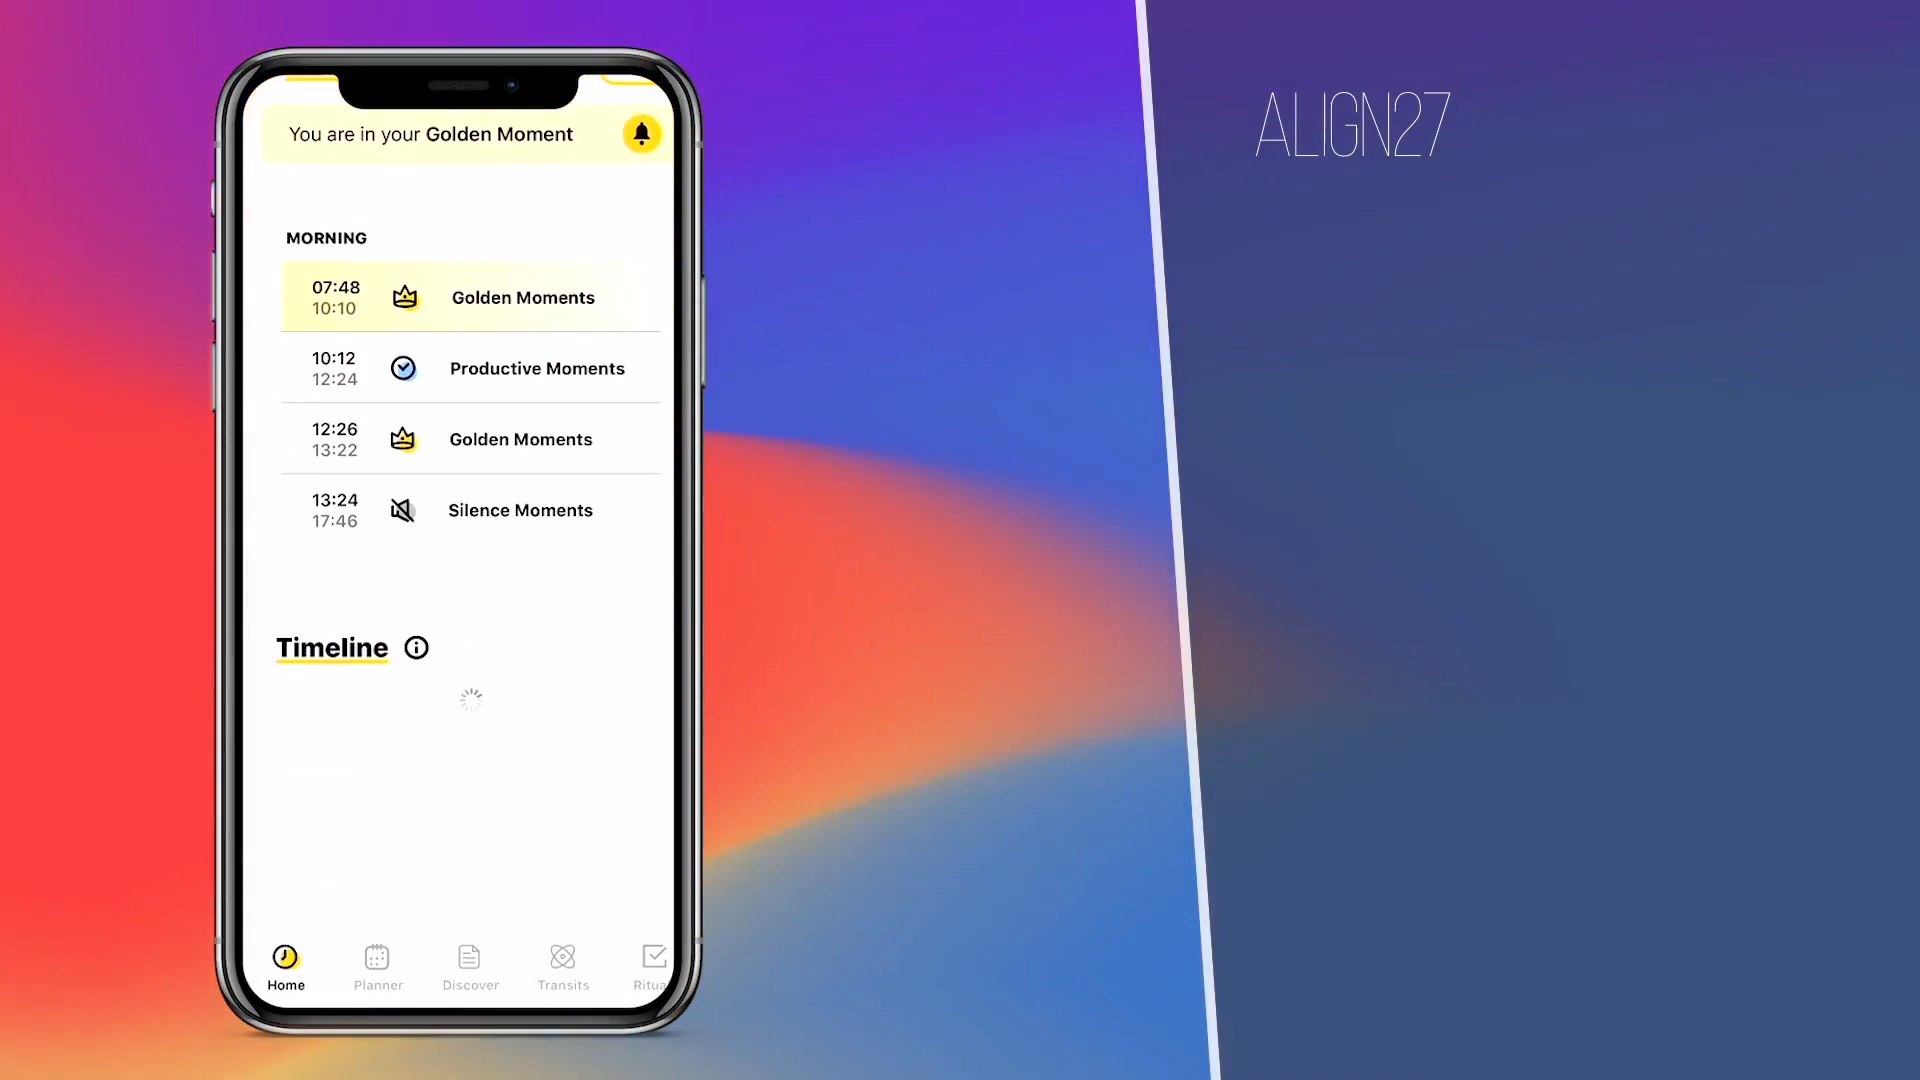 ALIGN27
You are in your Golden Moment
MORNING
07:48
10:10
Golden Moments
10:12
12:24
Productive Moments
12:26
13:22
Golden Moments
13:24
17:46
Silence Moments
Timeline
Home
Planner
Discover
Transits
Ritua